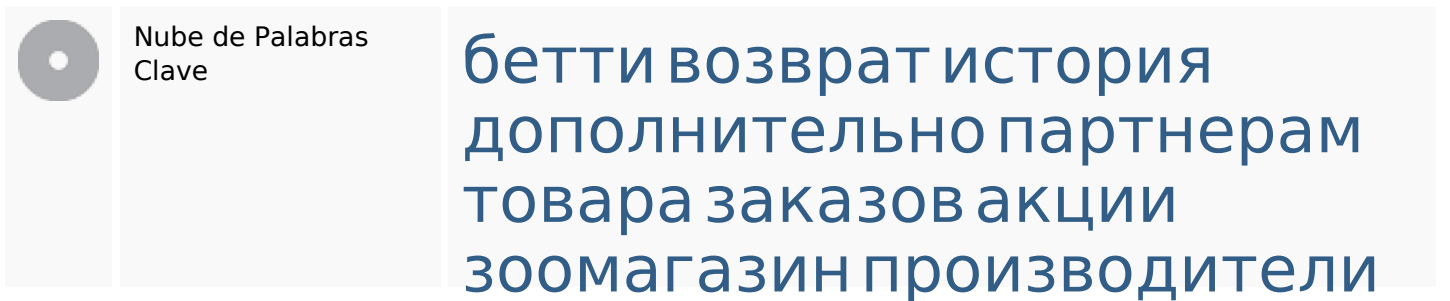 Nube de Palabras
Clave
бетти возврат история
дополнительно партнерам
товара заказов акции
зоомагазин производители